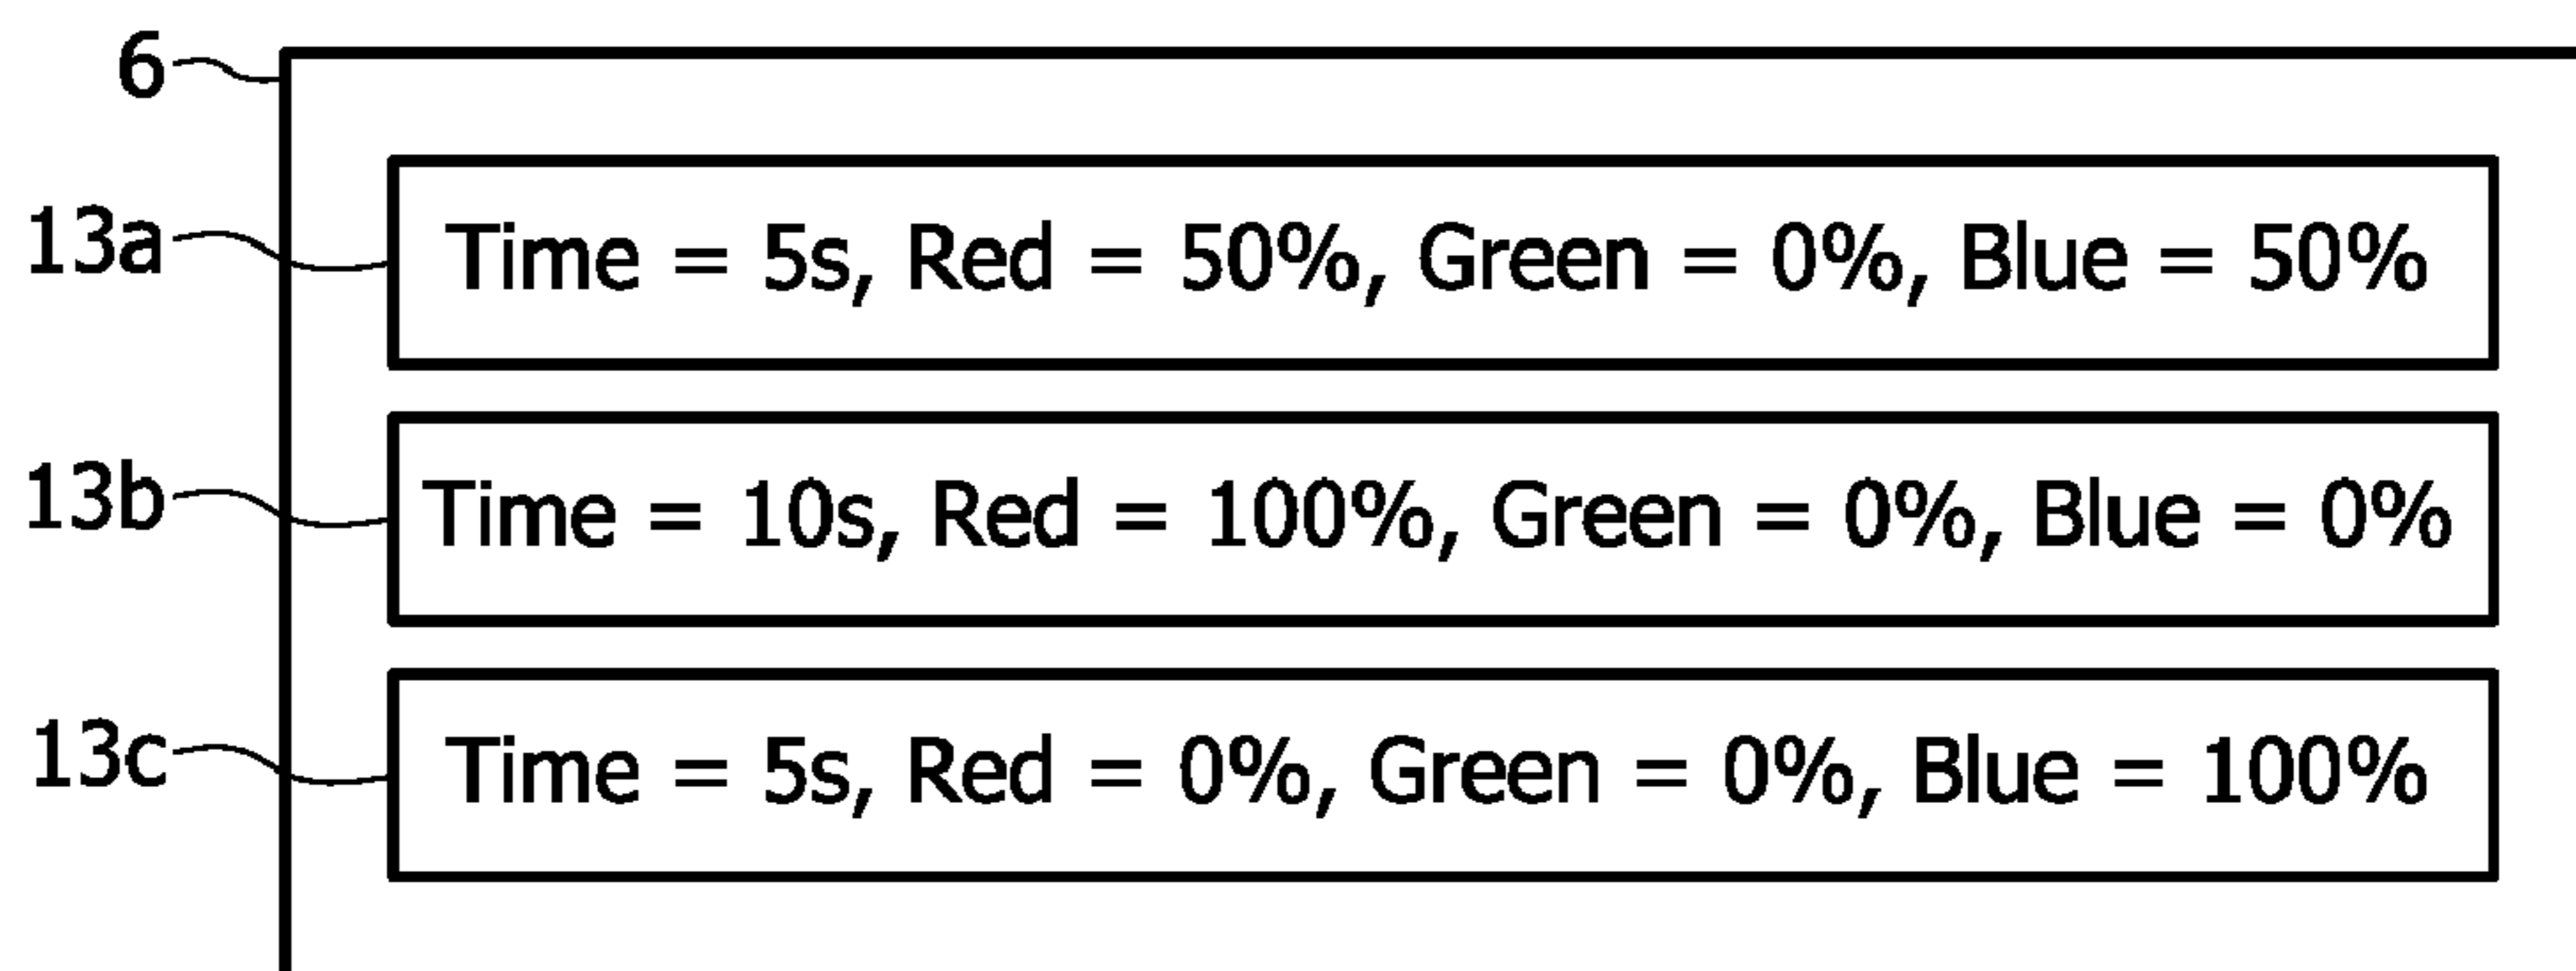 6
13a Time = 5s, Red = 50%, Green = 0%, Blue = 50%
13b Time = 10s, Red = 100%, Green = 0%, Blue = 0%
13c Time = 5s, Red = 0%, Green = 0%, Blue = 100%